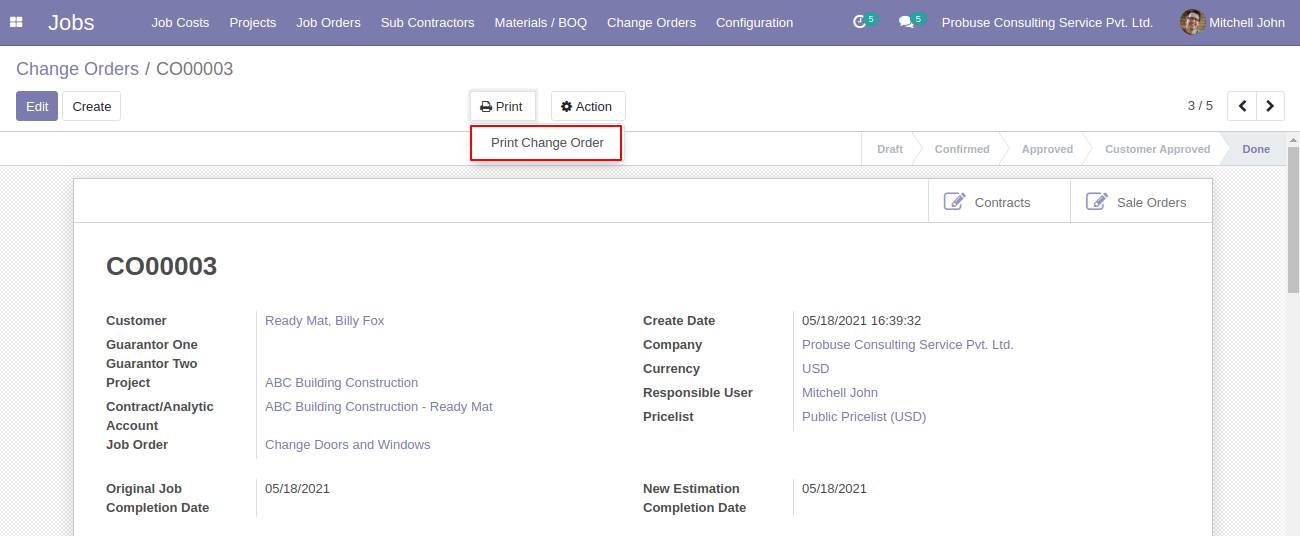 Jobs Job Costs Projects Job Orders Sub Contractors Materials / BOQ Change Orders Configuration 5 5 Probuse Consulting Service Pvt. Ltd. Mitchell John
Change Orders / CO00003
Edit Create Print Action 3 / 5
Print Change Order
Draft Confirmed Approved Customer Approved Done
Contracts Sale Orders
CO00003
Customer Ready Mat, Billy Fox
Guarantor One
Guarantor Two
Project ABC Building Construction
Contract/Analytic ABC Building Construction - Ready Mat
Account
Job Order Change Doors and Windows
Create Date 05/18/2021 16:39:32
Company Probuse Consulting Service Pvt. Ltd.
Currency USD
Responsible User Mitchell John
Pricelist Public Pricelist (USD)
Original Job 05/18/2021
Completion Date
New Estimation 05/18/2021
Completion Date